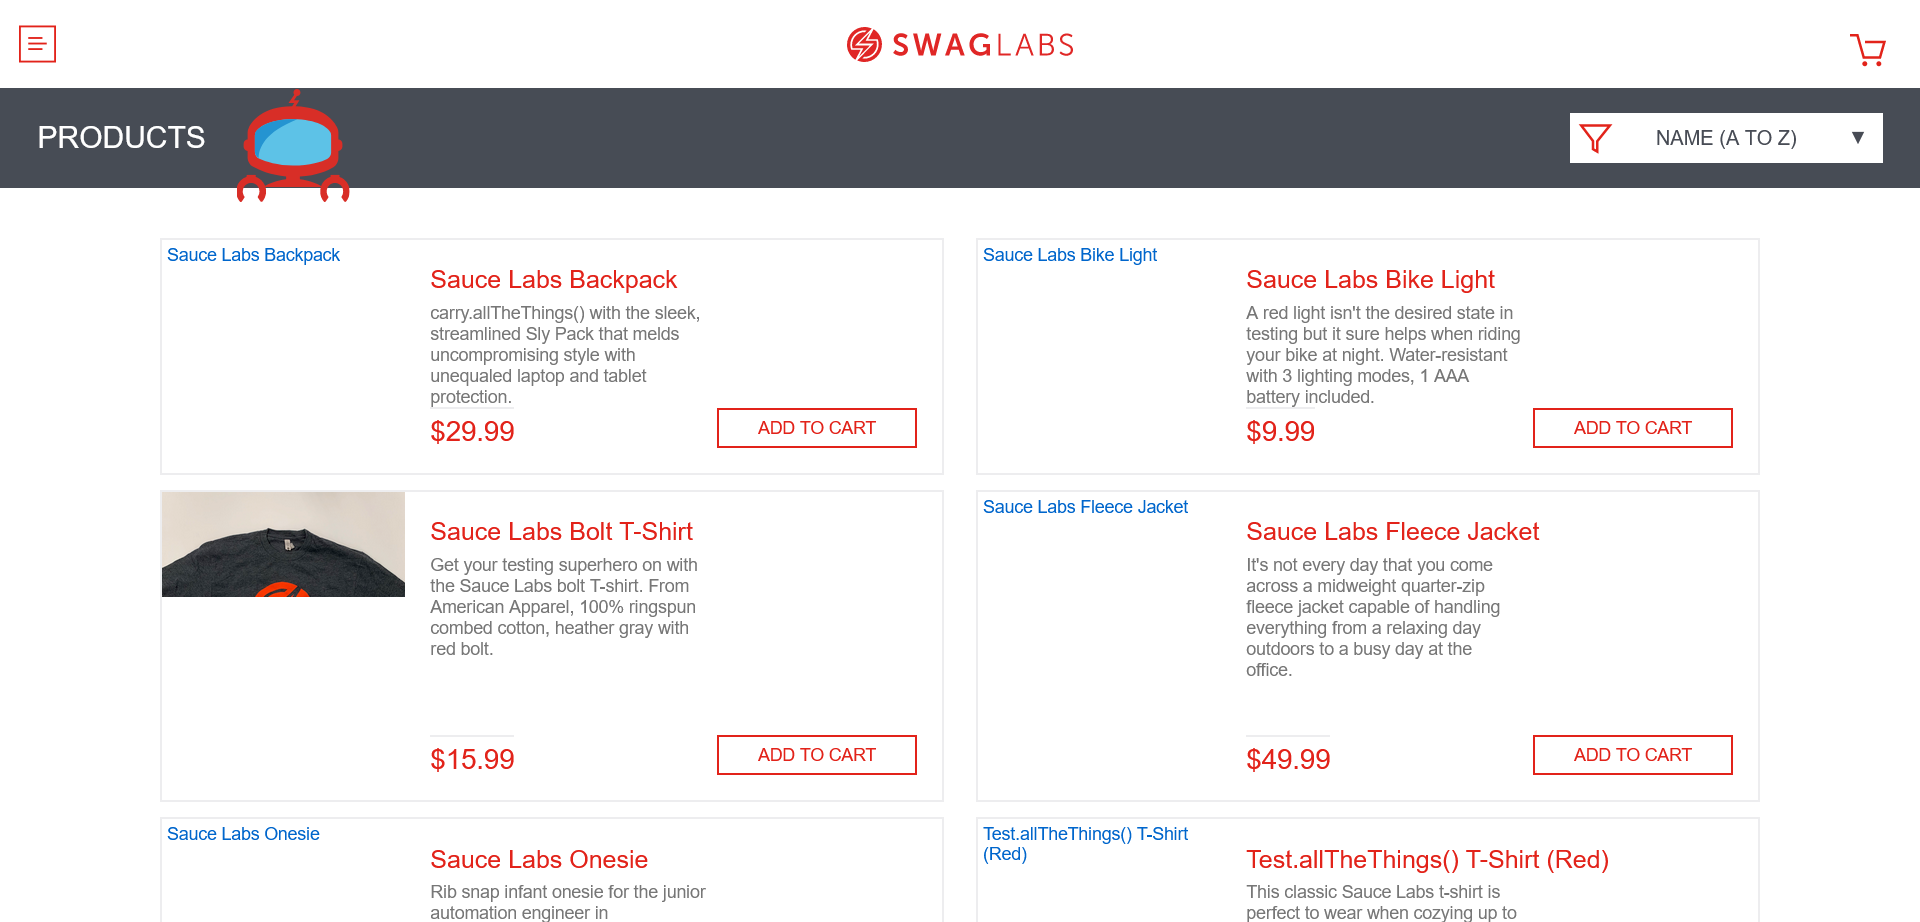 SWAGLABS
PRODUCTS
NAME (A TO Z)
Sauce Labs Backpack
Sauce Labs Backpack
carry.allTheThings() with the sleek,
streamlined Sly Pack that melds
uncompromising style with
unequaled laptop and tablet
protection.
$29.99
ADD TO CART
Sauce Labs Bike Light
Sauce Labs Bike Light
A red light isn't the desired state in
testing but it sure helps when riding
your bike at night. Water-resistant
with 3 lighting modes, 1 AAA
battery included.
$9.99
ADD TO CART
Sauce Labs Bolt T-Shirt
Get your testing superhero on with
the Sauce Labs bolt T-shirt. From
American Apparel, 100% ringspun
combed cotton, heather gray with
red bolt.
$15.99
ADD TO CART
Sauce Labs Fleece Jacket
Sauce Labs Fleece Jacket
It's not every day that you come
across a midweight quarter-zip
fleece jacket capable of handling
everything from a relaxing day
outdoors to a busy day at the
office.
$49.99
ADD TO CART
Sauce Labs Onesie
Sauce Labs Onesie
Rib snap infant onesie for the junior
automation engineer in
Test.allTheThings() T-Shirt
(Red)
Test.allTheThings() T-Shirt (Red)
This classic Sauce Labs t-shirt is
perfect to wear when cozying up to